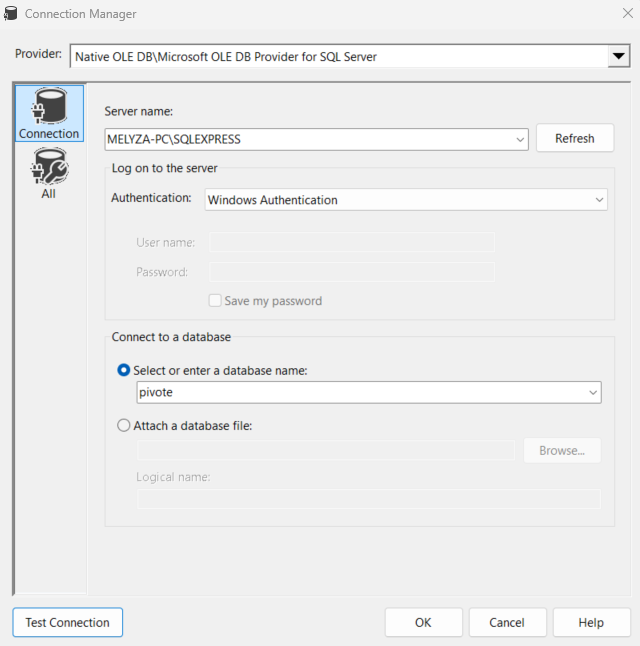 Connection Manager
Provider: Native OLE DB\Microsoft OLE DB Provider for SQL Server
Connection
All
Server name:
MELYZA-PC\SQLEXPRESS Refresh
Log on to the server
Authentication: Windows Authentication
User name:
Password:
Save my password
Connect to a database
Select or enter a database name:
pivote
Attach a database file:
Browse...
Logical name:
Test Connection OK Cancel Help